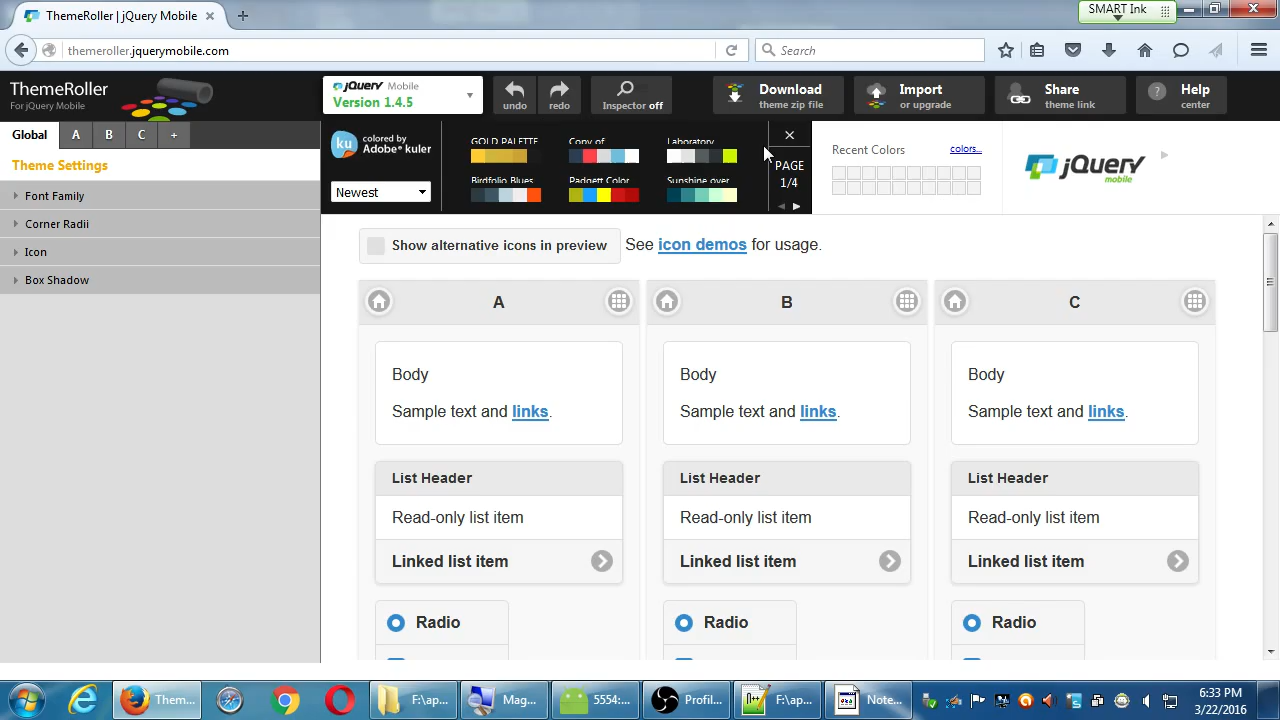 ThemeRoller | jQuery Mobile
SMART Ink
themeroller.jquerymobile.com
Search
ThemeRoller
For jQuery Mobile
jQuery Mobile
Version 1.4.5
undo
redo
Inspector off
Download
theme zip file
Import
or upgrade
Share
theme link
?
Help
center
Global
A
B
C
+
Theme Settings
Font Family
Corner Radii
Icon
Box Shadow
ku
colored by
Adobe® kuler
Newest
GOLD PALETTE
Copy of
Laboratory
Birdfolio Blues
Padgett Color
Sunshine over
PAGE
1/4
Recent Colors
colors...
jQuery
mobile
Show alternative icons in preview
See icon demos for usage.
A
B
C
Body
Sample text and links.
Body
Sample text and links.
Body
Sample text and links.
List Header
Read-only list item
Linked list item
List Header
Read-only list item
Linked list item
List Header
Read-only list item
Linked list item
Radio
Radio
Radio
Them...
F:\ap...
Mag...
5554:...
Profil...
F:\ap...
Note...
6:33 PM
3/22/2016